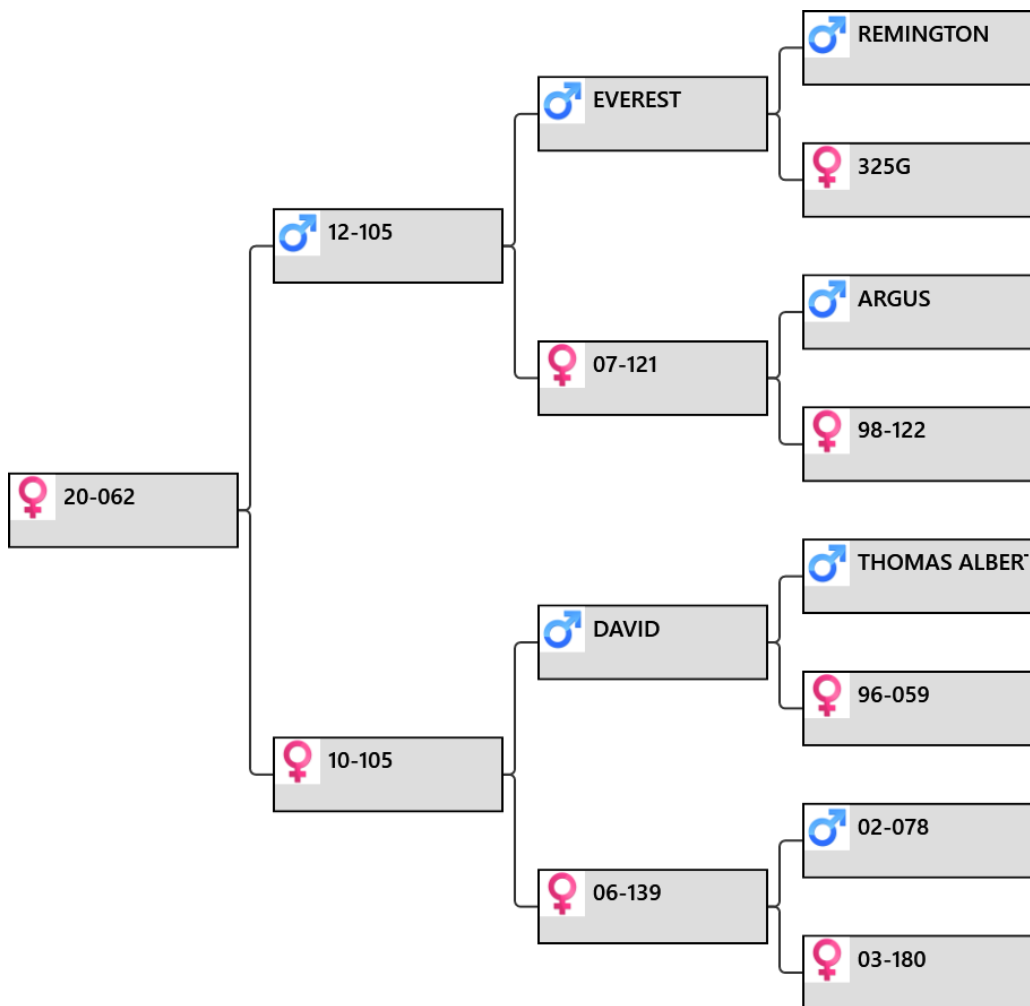 REMINGTON
EVEREST
325G
12-105
ARGUS
07-121
98-122
20-062
THOMAS ALBERT
DAVID
96-059
10-105
02-078
06-139
03-180